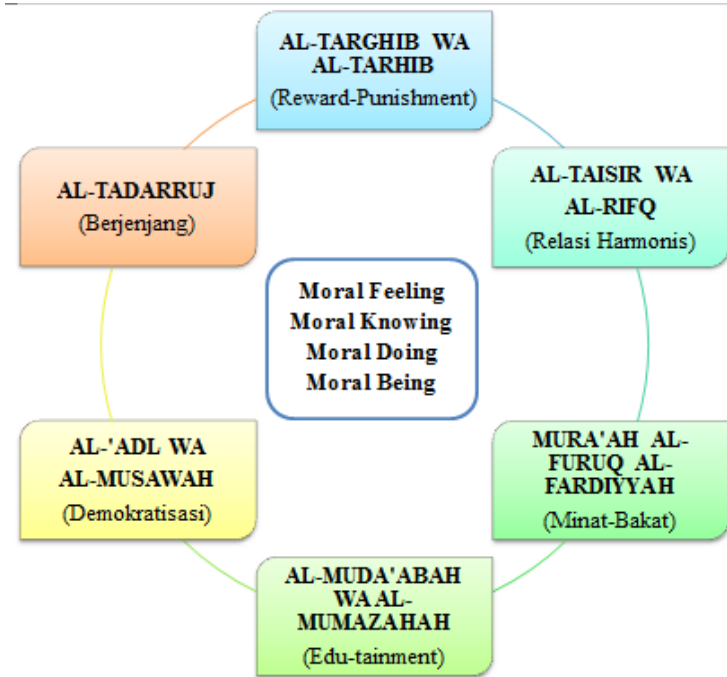 AL-TARGHIB WA
AL-TARHIB
(Reward-Punishment)
AL-TAISIR WA
AL-RIFQ
(Relasi Harmonis)
MURA'AH AL-
FURUQ AL-
FARDIYYAH
(Minat-Bakat)
AL-MUDA'ABAH
WA AL-
MUMAZAHAH
(Edu-tainment)
AL-'ADL WA
AL-MUSAWAH
(Demokratisasi)
AL-TADARRUJ
(Berjenjang)
Moral Feeling
Moral Knowing
Moral Doing
Moral Being